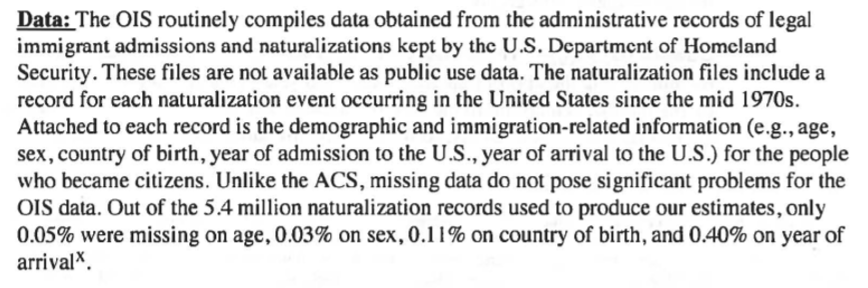 Data: The OIS routinely compiles data obtained from the administrative records of legal
immigrant admissions and naturalizations kept by the U.S. Department of Homeland
Security. These files are not available as public use data. The naturalization files include a
record for each naturalization event occurring in the United States since the mid 1970s.
Attached to each record is the demographic and immigration-related information (e.g., age,
sex, country of birth, year of admission to the U.S., year of arrival to the U.S.) for the people
who became citizens. Unlike the ACS, missing data do not pose significant problems for the
OIS data. Out of the 5.4 million naturalization records used to produce our estimates, only
0.05% were missing on age, 0.03% on sex, 0.11% on country of birth, and 0.40% on year of
arrivalˣ.